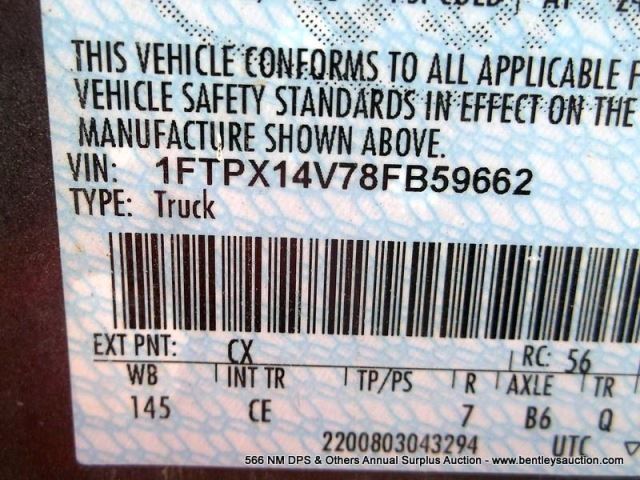 THIS VEHICLE CONFORMS TO ALL APPLICABLE F
VEHICLE SAFETY STANDARDS IN EFFECT ON THE
MANUFACTURE SHOWN ABOVE.
VIN: 1FTPX14V78FB59662
TYPE: Truck
EXT PNT: CX RC: 56
WB INT TR TP/PS R AXLE TR
145 CE 7 B6 Q
2200803043294 UTC
566 NM DPS & Others Annual Surplus Auction - www.bentleysauction.com